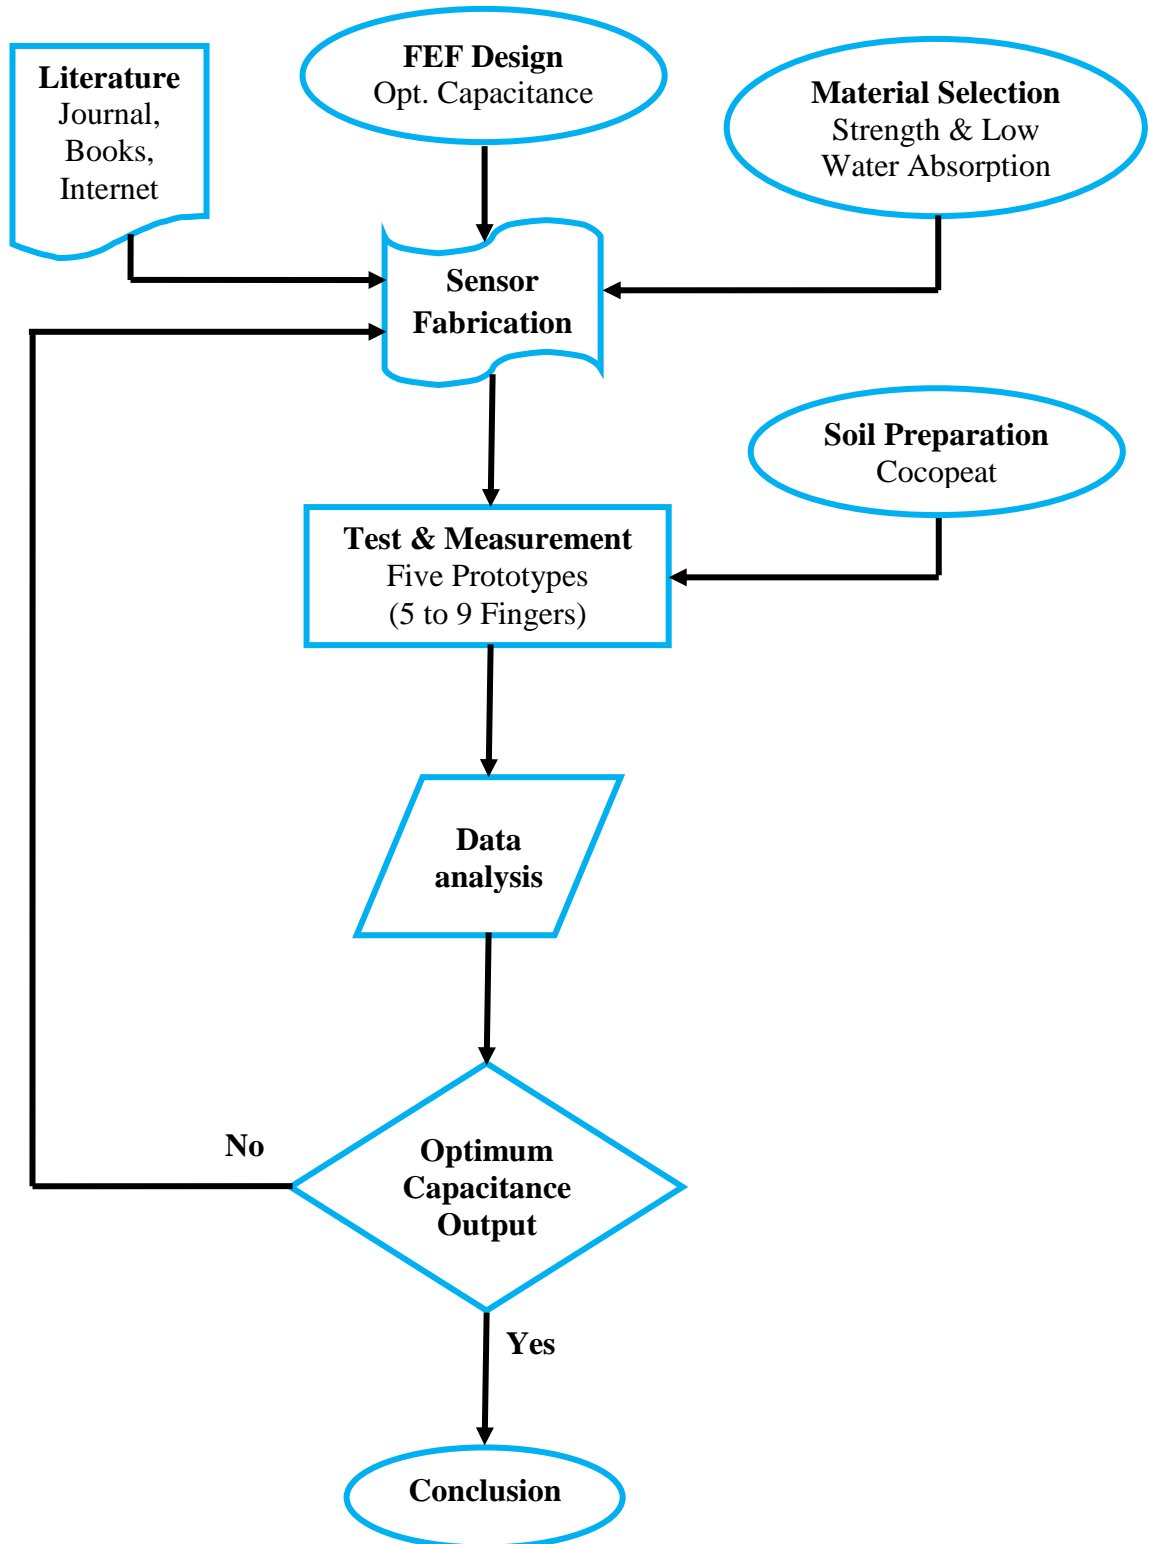 Literature
Journal,
Books,
Internet
FEF Design
Opt. Capacitance
Material Selection
Strength & Low
Water Absorption
Sensor
Fabrication
Soil Preparation
Cocopeat
Test & Measurement
Five Prototypes
(5 to 9 Fingers)
Data
analysis
No
Optimum
Capacitance
Output
Yes
Conclusion